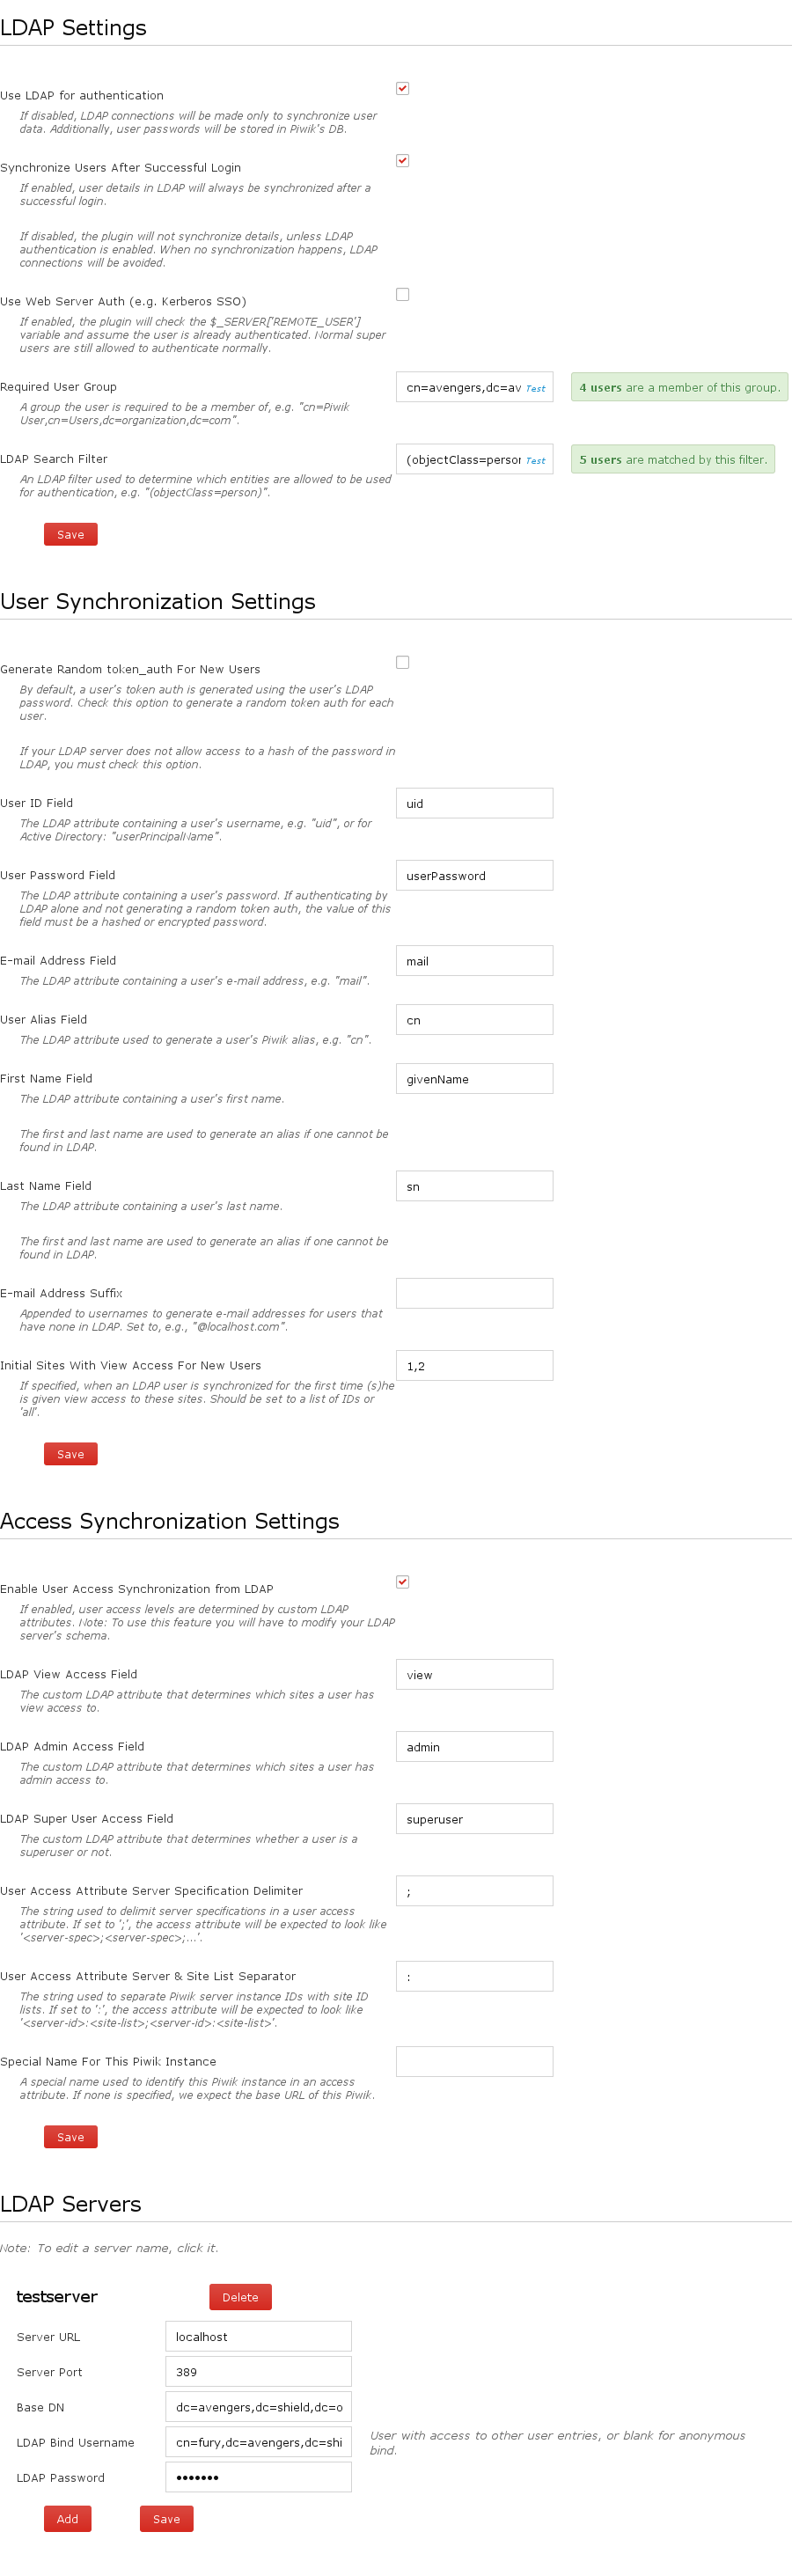 LDAP Settings
Use LDAP for authentication
If disabled, LDAP connections will be made only to synchronize user
data. Additionally, user passwords will be stored in Piwik's DB.
Synchronize Users After Successful Login
If enabled, user details in LDAP will always be synchronized after a
successful login.
If disabled, the plugin will not synchronize details, unless LDAP
authentication is enabled. When no synchronization happens, LDAP
connections will be avoided.
Use Web Server Auth (e.g. Kerberos SSO)
If enabled, the plugin will check the $_SERVER['REMOTE_USER']
variable and assume the user is already authenticated. Normal super
users are still allowed to authenticate normally.
Required User Group cn=avengers,dc=av Test 4 users are a member of this group.
A group the user is required to be a member of, e.g. "cn=Piwik
User,cn=Users,dc=organization,dc=com".
LDAP Search Filter (objectClass=person Test 5 users are matched by this filter.
An LDAP filter used to determine which entities are allowed to be used
for authentication, e.g. "(objectClass=person)".
Save
User Synchronization Settings
Generate Random token_auth For New Users
By default, a user's token auth is generated using the user's LDAP
password. Check this option to generate a random token auth for each
user.
If your LDAP server does not allow access to a hash of the password in
LDAP, you must check this option.
User ID Field uid
The LDAP attribute containing a user's username, e.g. "uid", or for
Active Directory: "userPrincipalName".
User Password Field userPassword
The LDAP attribute containing a user's password. If authenticating by
LDAP alone and not generating a random token auth, the value of this
field must be a hashed or encrypted password.
E-mail Address Field mail
The LDAP attribute containing a user's e-mail address, e.g. "mail".
User Alias Field cn
The LDAP attribute used to generate a user's Piwik alias, e.g. "cn".
First Name Field givenName
The LDAP attribute containing a user's first name.
The first and last name are used to generate an alias if one cannot be
found in LDAP.
Last Name Field sn
The LDAP attribute containing a user's last name.
The first and last name are used to generate an alias if one cannot be
found in LDAP.
E-mail Address Suffix
Appended to usernames to generate e-mail addresses for users that
have none in LDAP. Set to, e.g., "@localhost.com".
Initial Sites With View Access For New Users 1,2
If specified, when an LDAP user is synchronized for the first time (s)he
is given view access to these sites. Should be set to a list of IDs or
'all'.
Save
Access Synchronization Settings
Enable User Access Synchronization from LDAP
If enabled, user access levels are determined by custom LDAP
attributes. Note: To use this feature you will have to modify your LDAP
server's schema.
LDAP View Access Field view
The custom LDAP attribute that determines which sites a user has
view access to.
LDAP Admin Access Field admin
The custom LDAP attribute that determines which sites a user has
admin access to.
LDAP Super User Access Field superuser
The custom LDAP attribute that determines whether a user is a
superuser or not.
User Access Attribute Server Specification Delimiter ;
The string used to delimit server specifications in a user access
attribute. If set to ';', the access attribute will be expected to look like
'<server-spec>;<server-spec>;...'.
User Access Attribute Server & Site List Separator :
The string used to separate Piwik server instance IDs with site ID
lists. If set to ':', the access attribute will be expected to look like
'<server-id>:<site-list>;<server-id>:<site-list>'.
Special Name For This Piwik Instance
A special name used to identify this Piwik instance in an access
attribute. If none is specified, we expect the base URL of this Piwik.
Save
LDAP Servers
Note: To edit a server name, click it.
testserver Delete
Server URL localhost
Server Port 389
Base DN dc=avengers,dc=shield,dc=o
LDAP Bind Username cn=fury,dc=avengers,dc=shi User with access to other user entries, or blank for anonymous
bind.
LDAP Password •••••••
Add Save